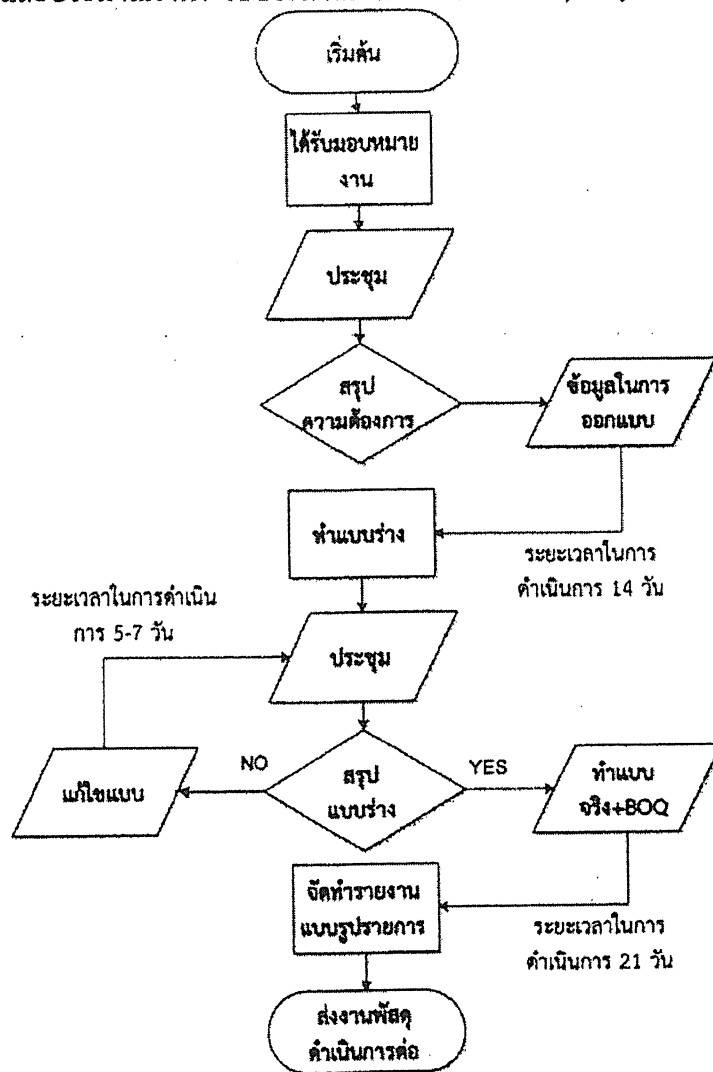 เริ่มต้น
ได้รับมอบหมาย
งาน
ประชุม
สรุป
ความต้องการ
ข้อมูลในการ
ออกแบบ
ทำแบบร่าง
ระยะเวลาในการ
ดำเนินการ 14 วัน
ระยะเวลาในการดำเนิน
การ 5-7 วัน
ประชุม
แก้ไขแบบ
NO
สรุป
แบบร่าง
YES
ทำแบบ
จริง+BOQ
จัดทำรายงาน
แบบรูปรายการ
ระยะเวลาในการ
ดำเนินการ 21 วัน
ส่งงานพัสดุ
ดำเนินการต่อ